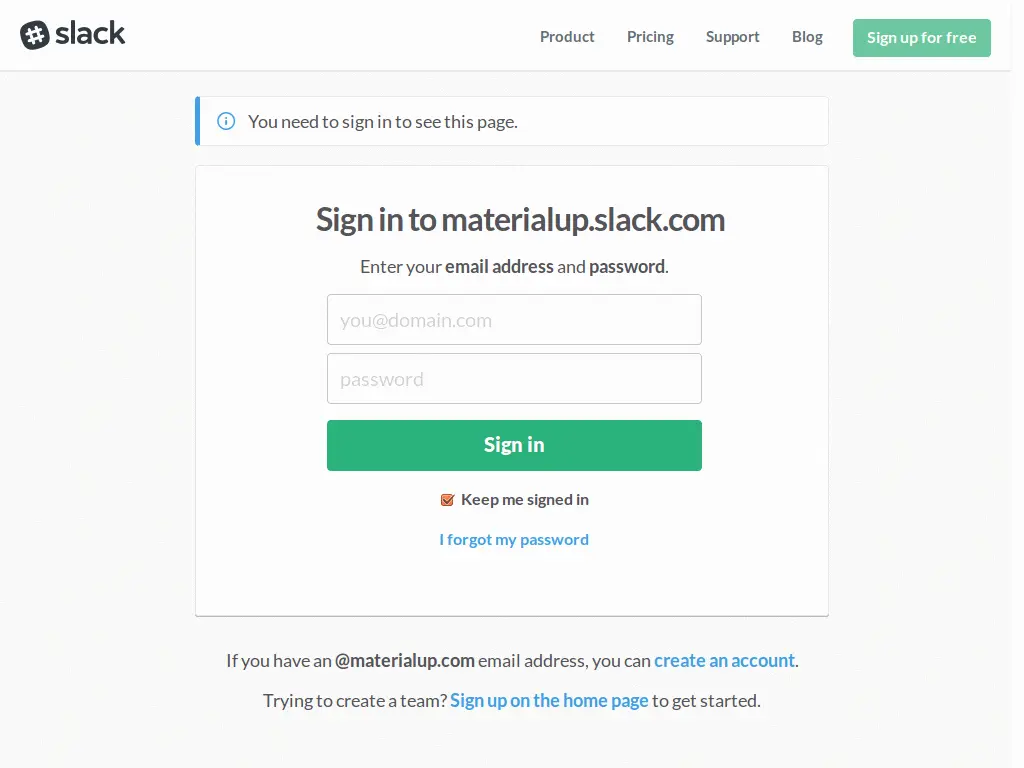 slack
Product Pricing Support Blog Sign up for free
You need to sign in to see this page.
Sign in to materialup.slack.com
Enter your email address and password.
you@domain.com
password
Sign in
Keep me signed in
I forgot my password
If you have an @materialup.com email address, you can create an account.
Trying to create a team? Sign up on the home page to get started.